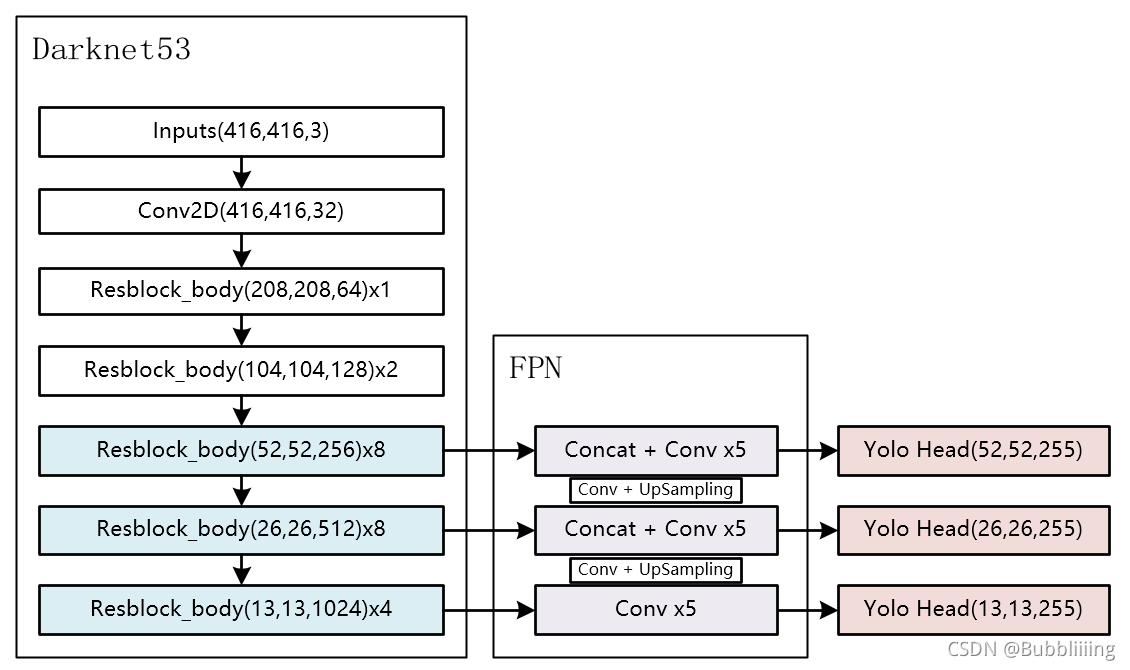 Darknet53
Inputs(416,416,3)
Conv2D(416,416,32)
Resblock_body(208,208,64)x1
Resblock_body(104,104,128)x2
Resblock_body(52,52,256)x8
Resblock_body(26,26,512)x8
Resblock_body(13,13,1024)x4
FPN
Concat + Conv x5
Conv + UpSampling
Concat + Conv x5
Conv + UpSampling
Conv x5
Yolo Head(52,52,255)
Yolo Head(26,26,255)
Yolo Head(13,13,255)
CSDN @Bubbliiiing